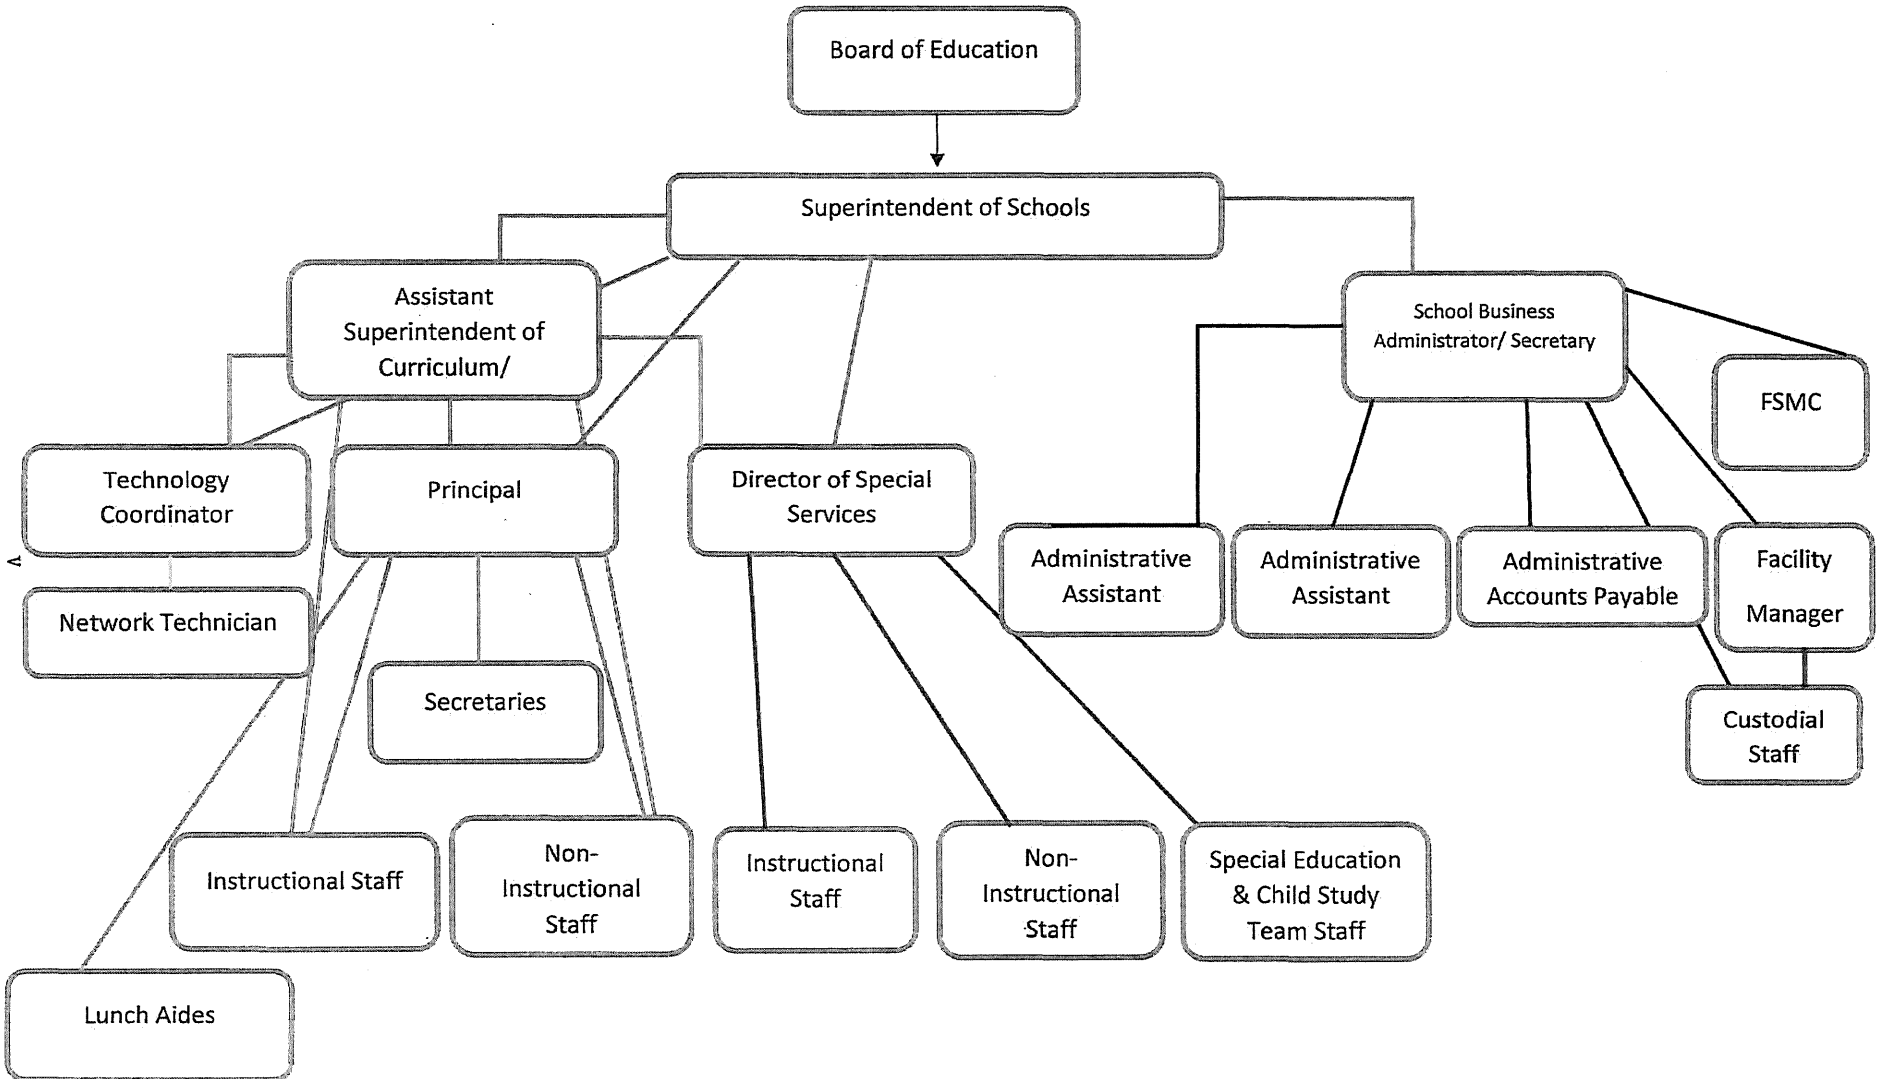 Board of Education
Superintendent of Schools
Assistant
Superintendent of
Curriculum/
School Business
Administrator/ Secretary
FSMC
Technology
Coordinator
Principal
Director of Special
Services
Administrative
Assistant
Administrative
Assistant
Administrative
Accounts Payable
Facility
Manager
Network Technician
Secretaries
Custodial
Staff
Instructional Staff
Non-
Instructional
Staff
Instructional
Staff
Non-
Instructional
Staff
Special Education
& Child Study
Team Staff
Lunch Aides